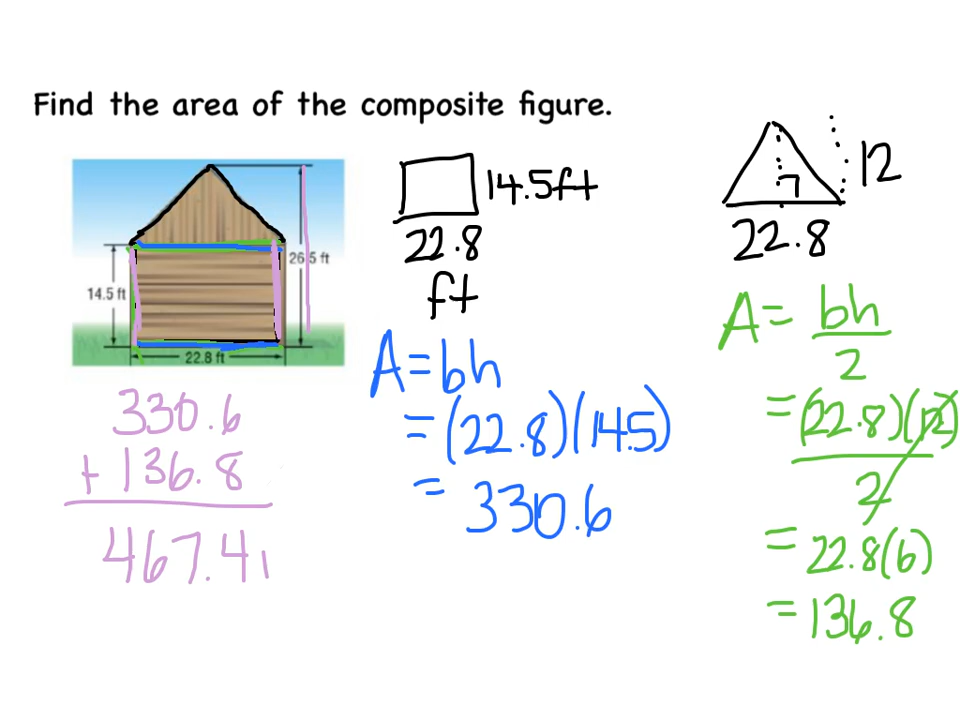 Find the area of the composite figure.
26.5 ft
14.5 ft
22.8 ft
14.5ft
22.8
ft
12
22.8
A = bh
= (22.8)(14.5)
= 330.6
A = bh
2
= (22.8)(12)
2
= 22.8(6)
= 136.8
330.6
+ 136.8
467.4